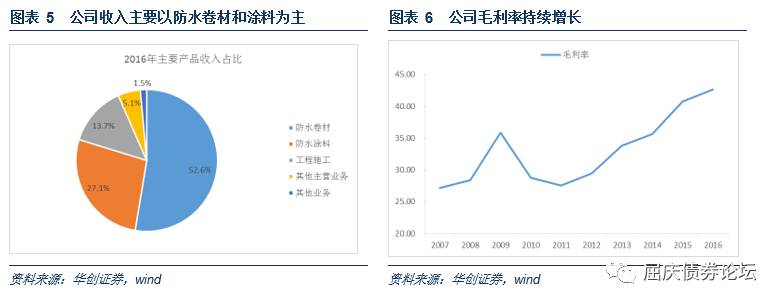 图表 5 公司收入主要以防水卷材和涂料为主
2016年主要产品收入占比
1.5%
5.1%
13.7%
27.1%
52.6%
防水卷材
防水涂料
工程施工
其他主营业务
其他业务
资料来源：华创证券，wind
图表 6 公司毛利率持续增长
毛利率
45.00
40.00
35.00
30.00
25.00
20.00
2007 2008 2009 2010 2011 2012 2013 2014 2015 2016
资料来源：华创证券，wind
屈庆债券论坛